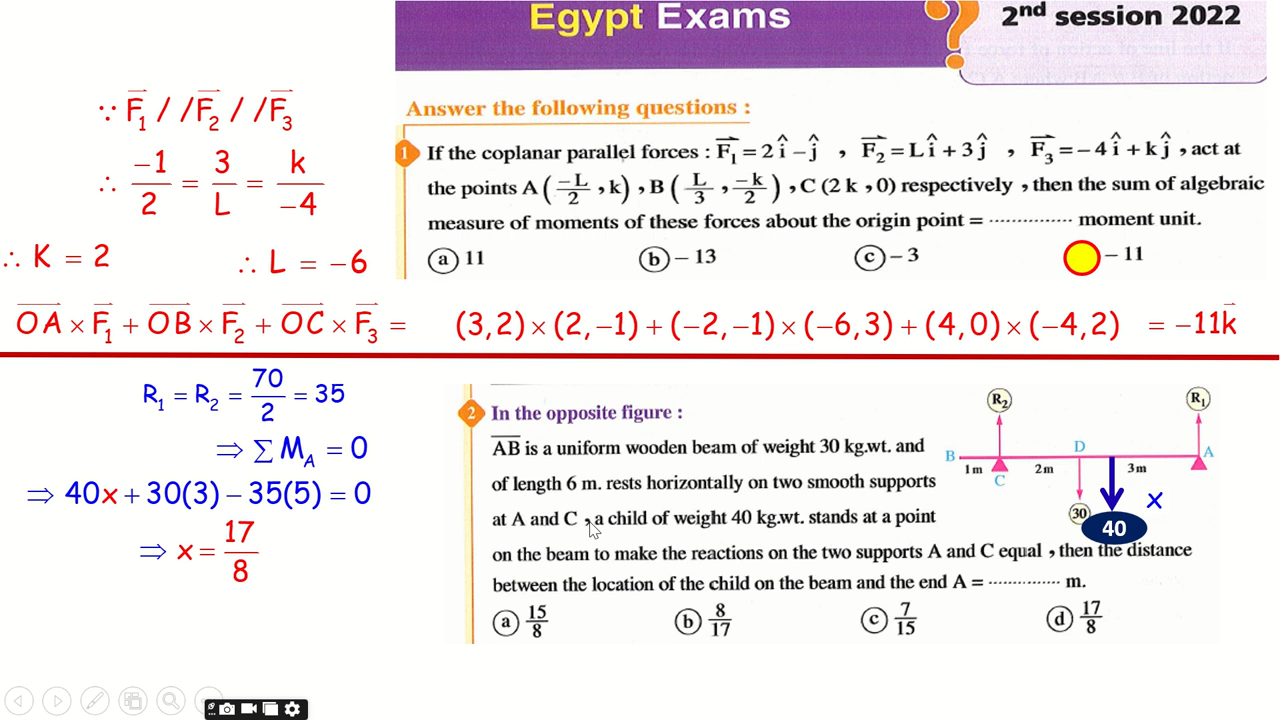 Egypt Exams
2nd session 2022
∵ F₁ // F₂ // F₃
∴ −1/2 = 3/L = k/−4
∴ K = 2 ∴ L = −6
Answer the following questions :
1 If the coplanar parallel forces : F₁ = 2 î − ĵ , F₂ = L î + 3 ĵ , F₃ = − 4 î + k ĵ , act at
the points A (−L/2 , k) , B (L/3 , −k/2) , C (2 k , 0) respectively , then the sum of algebraic
measure of moments of these forces about the origin point = ··············· moment unit.
a 11 b − 13 c − 3 − 11
OA × F₁ + OB × F₂ + OC × F₃ = (3,2) × (2,−1) + (−2,−1) × (−6,3) + (4,0) × (−4,2) = −11k
R₁ = R₂ = 70/2 = 35
⇒ ∑ M_A = 0
⇒ 40x + 30(3) − 35(5) = 0
⇒ x = 17/8
2 In the opposite figure :
AB is a uniform wooden beam of weight 30 kg.wt. and
of length 6 m. rests horizontally on two smooth supports
at A and C , a child of weight 40 kg.wt. stands at a point
on the beam to make the reactions on the two supports A and C equal , then the distance
between the location of the child on the beam and the end A = ··············· m.
a 15/8 b 8/17 c 7/15 d 17/8
R₂ R₁
B D A
1 m 2 m 3 m
C
30 40 x